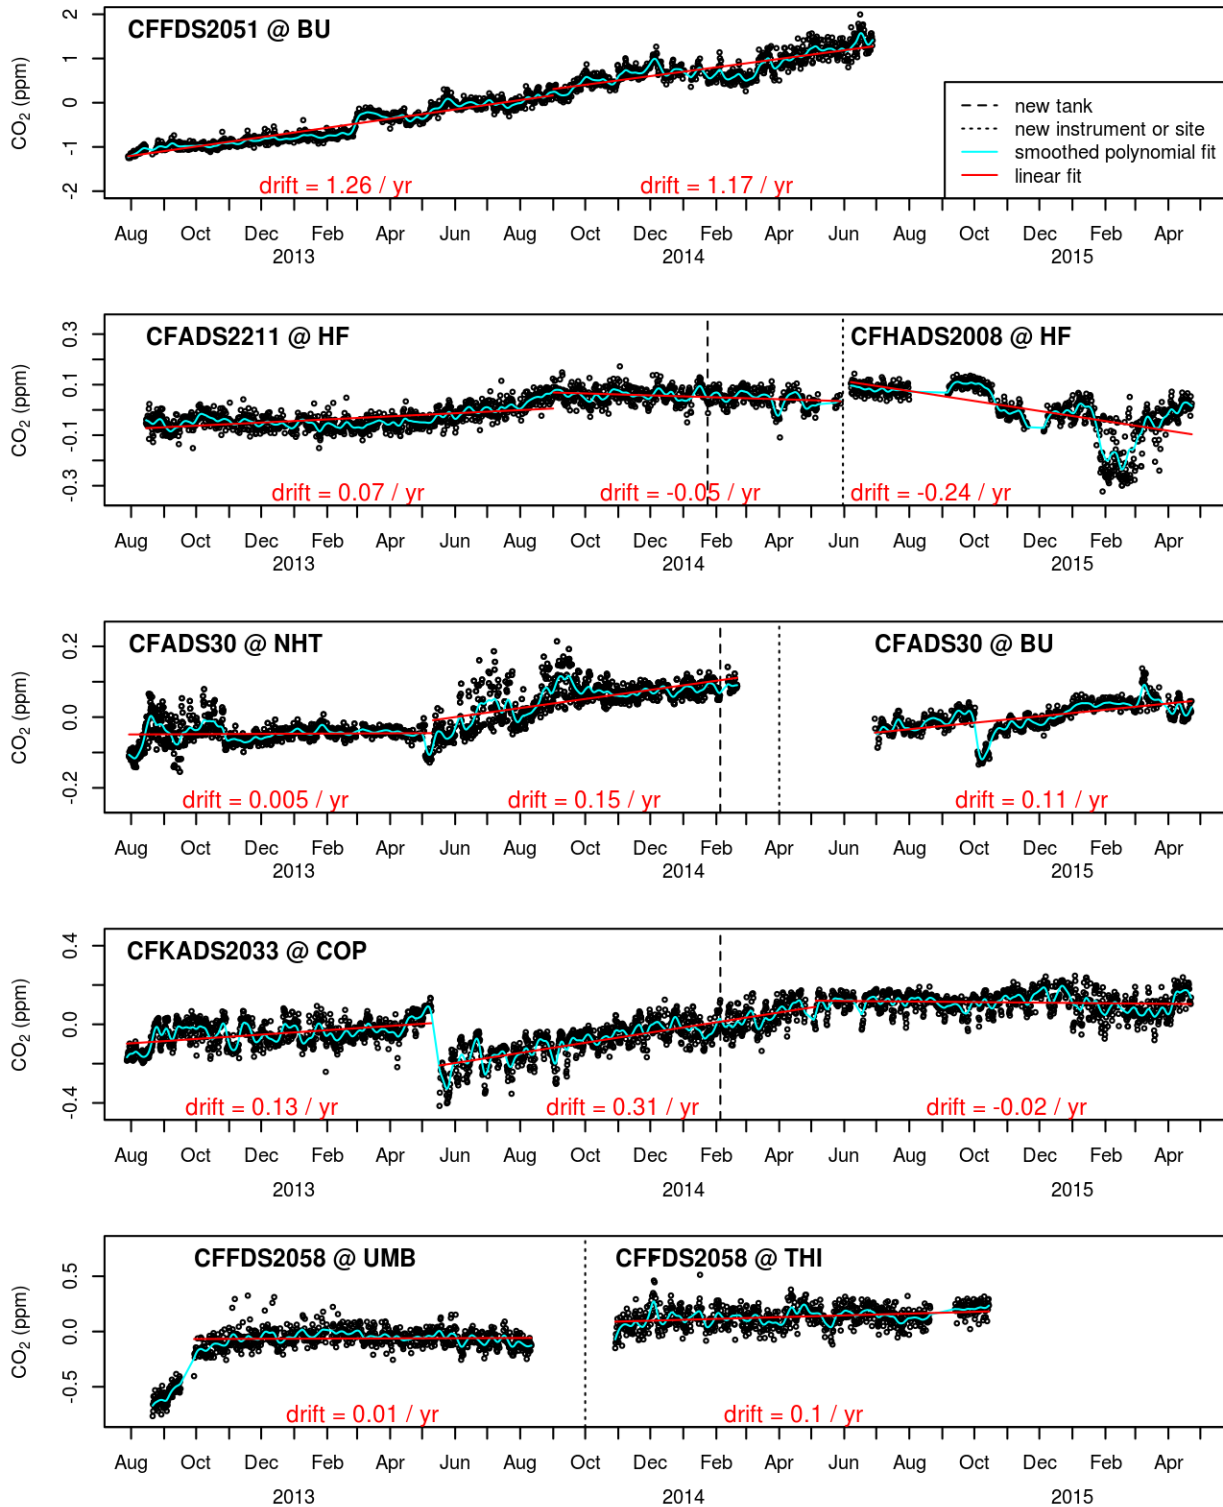 CFFDS2051 @ BU
CO2 (ppm)
2
1
0
-1
-2
new tank
new instrument or site
smoothed polynomial fit
linear fit
drift = 1.26 / yr
drift = 1.17 / yr
Aug Oct Dec Feb Apr Jun Aug Oct Dec Feb Apr Jun Aug Oct Dec Feb Apr
2013 2014 2015
CFADS2211 @ HF
CFHADS2008 @ HF
CO2 (ppm)
0.3
0.1
-0.1
-0.3
drift = 0.07 / yr
drift = -0.05 / yr
drift = -0.24 / yr
Aug Oct Dec Feb Apr Jun Aug Oct Dec Feb Apr Jun Aug Oct Dec Feb Apr
2013 2014 2015
CFADS30 @ NHT
CFADS30 @ BU
CO2 (ppm)
0.2
0.0
-0.2
drift = 0.005 / yr
drift = 0.15 / yr
drift = 0.11 / yr
Aug Oct Dec Feb Apr Jun Aug Oct Dec Feb Apr Jun Aug Oct Dec Feb Apr
2013 2014 2015
CFKADS2033 @ COP
CO2 (ppm)
0.4
0.0
-0.4
drift = 0.13 / yr
drift = 0.31 / yr
drift = -0.02 / yr
Aug Oct Dec Feb Apr Jun Aug Oct Dec Feb Apr Jun Aug Oct Dec Feb Apr
2013 2014 2015
CFFDS2058 @ UMB
CFFDS2058 @ THI
CO2 (ppm)
0.5
0.0
-0.5
drift = 0.01 / yr
drift = 0.1 / yr
Aug Oct Dec Feb Apr Jun Aug Oct Dec Feb Apr Jun Aug Oct Dec Feb Apr
2013 2014 2015